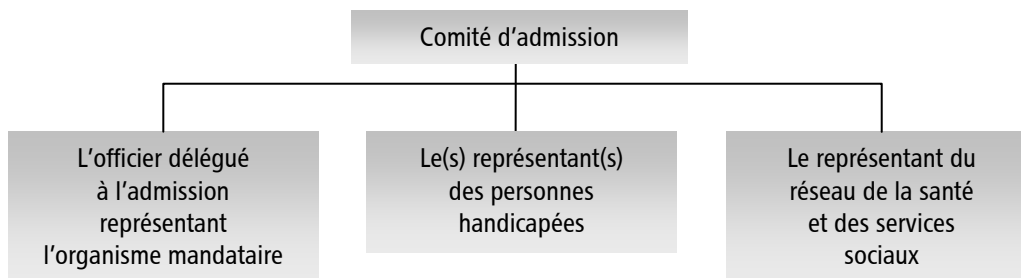 Comité d'admission
L'officier délégué
à l'admission
représentant
l'organisme mandataire
Le(s) représentant(s)
des personnes
handicapées
Le représentant du
réseau de la santé
et des services
sociaux